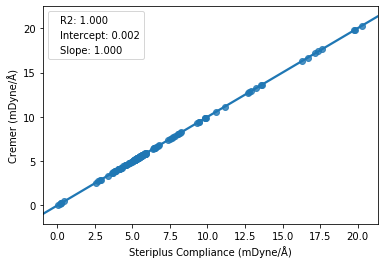 R2: 1.000
Intercept: 0.002
Slope: 1.000
Cremer (mDyne/Å)
20
15
10
5
0
0.0 2.5 5.0 7.5 10.0 12.5 15.0 17.5 20.0
Steriplus Compliance (mDyne/Å)